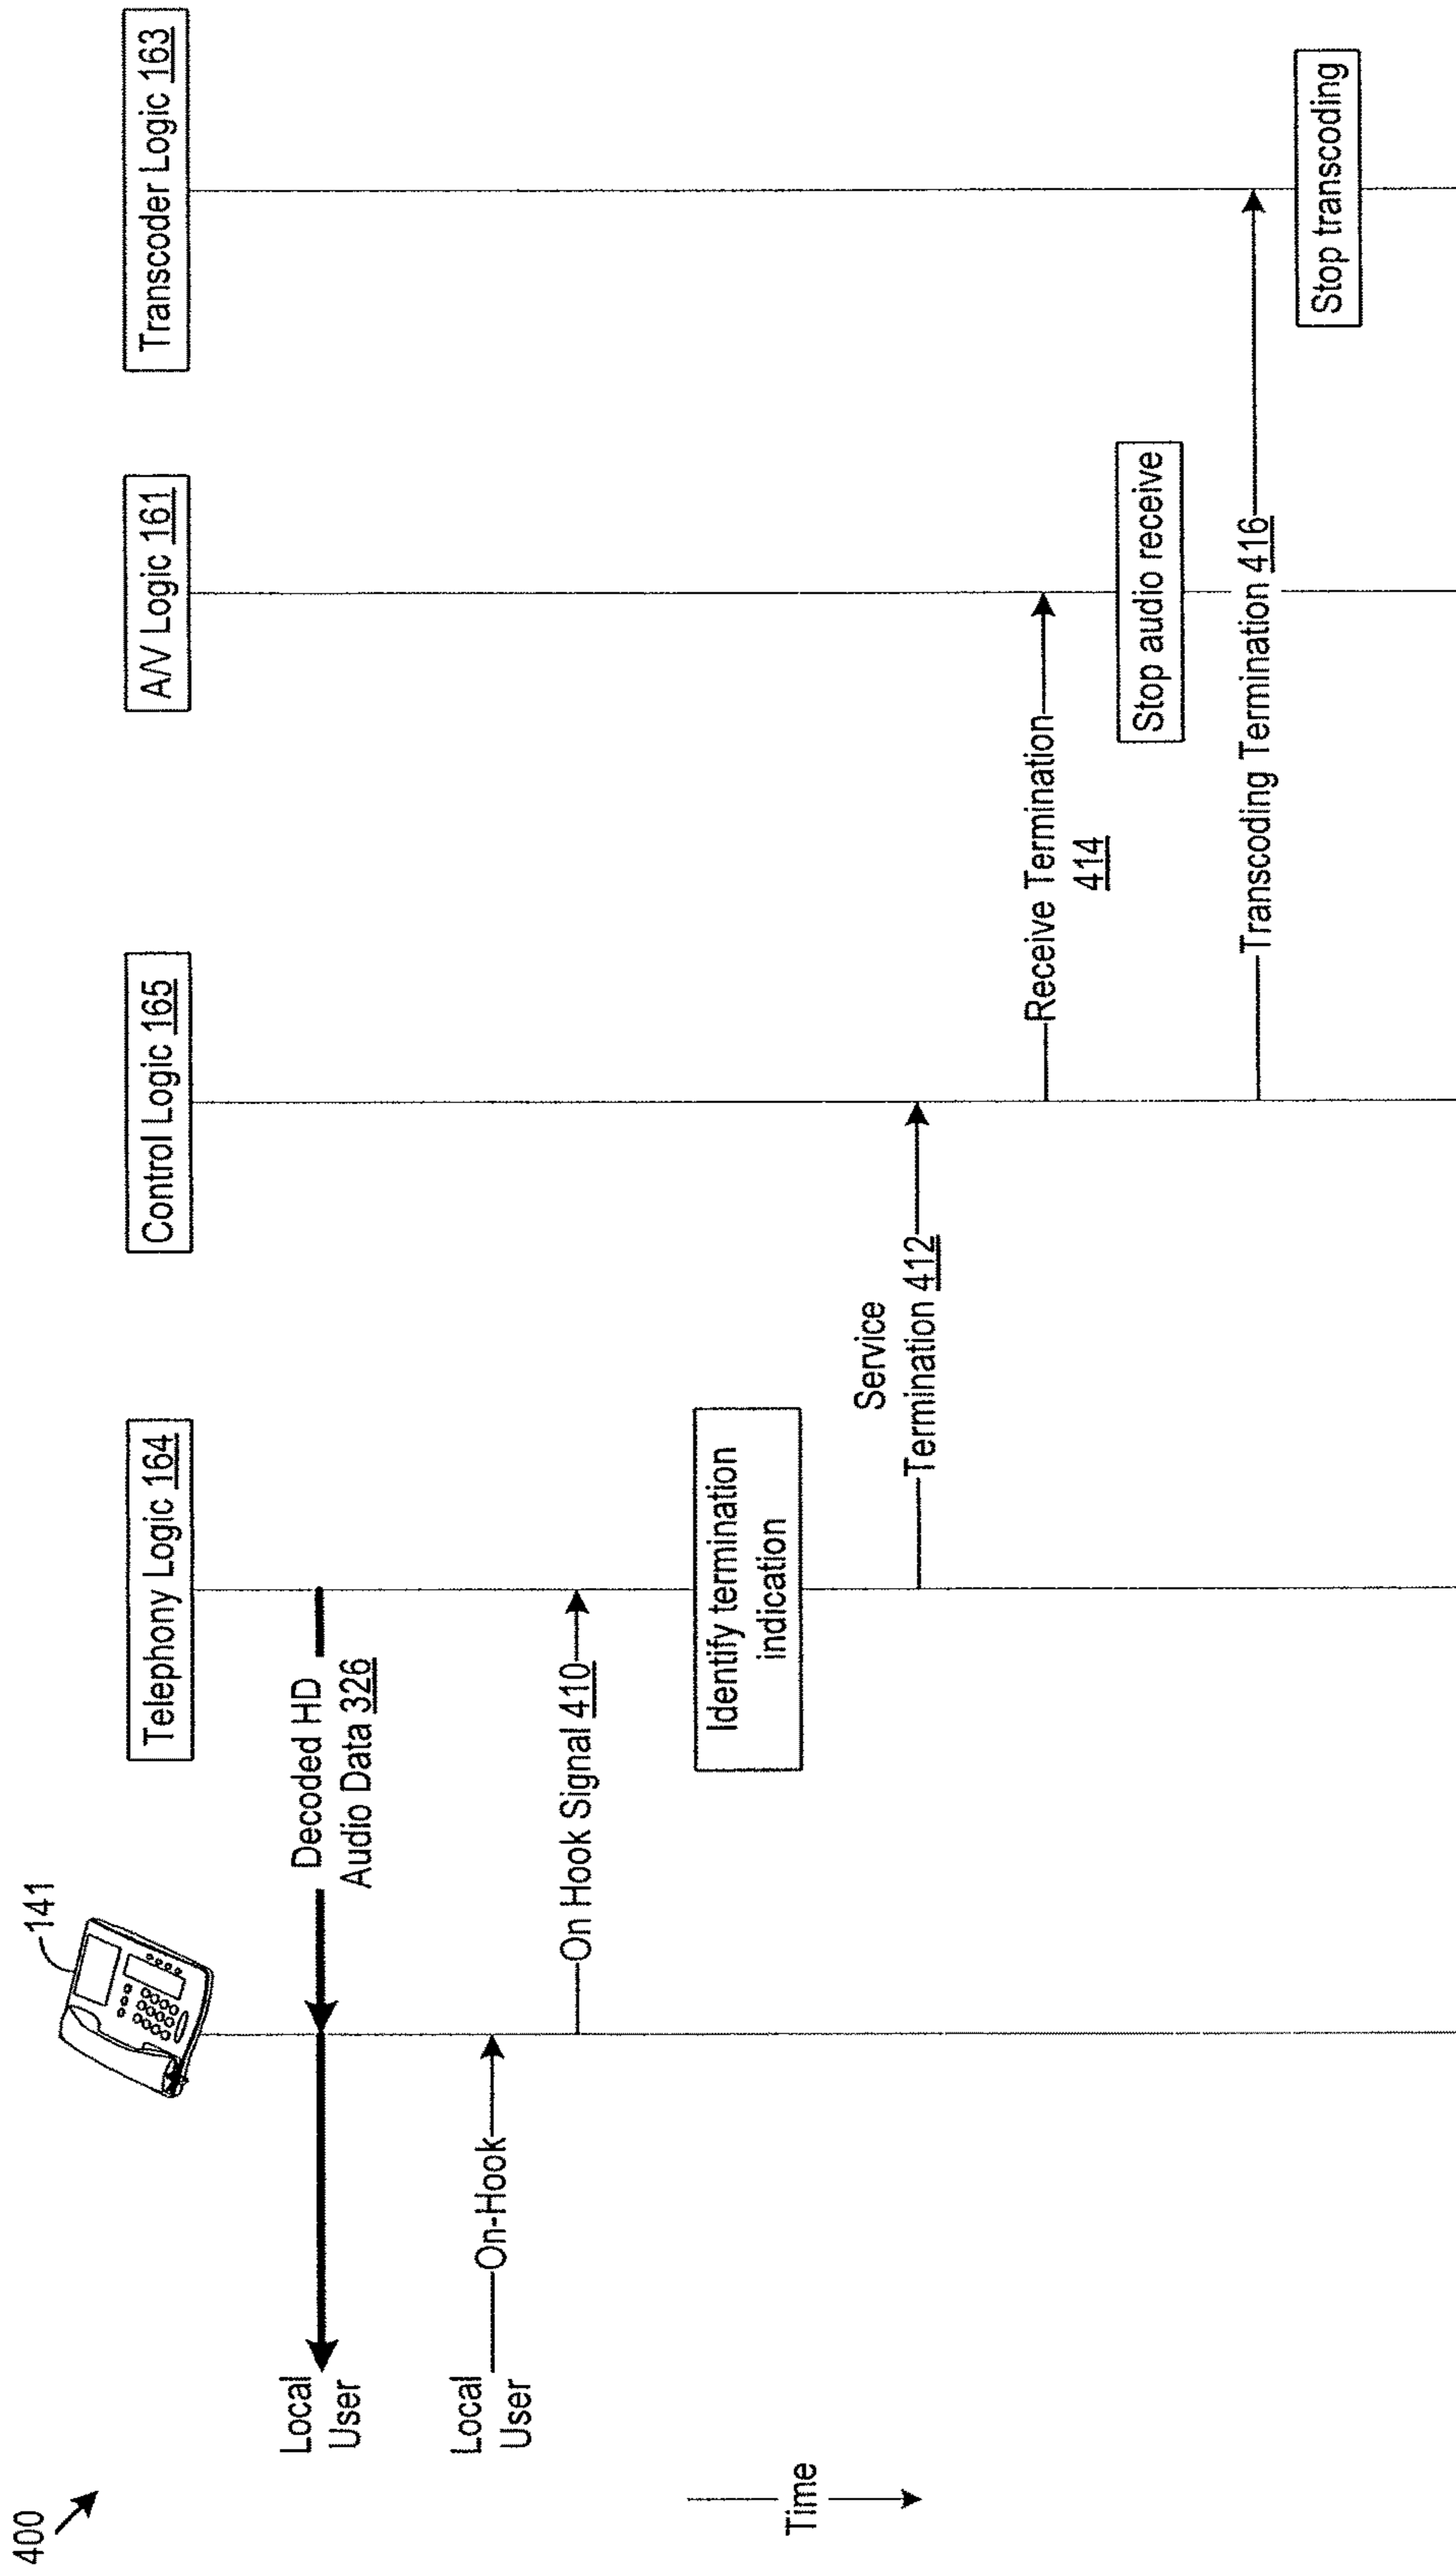 400
141
Telephony Logic 164
Control Logic 165
A/V Logic 161
Transcoder Logic 163
Local
User
Decoded HD
Audio Data 326
Local
User
On-Hook
On Hook Signal 410
Identify termination
indication
Time
Service
Termination 412
Receive Termination
414
Stop audio receive
Transcoding Termination 416
Stop transcoding